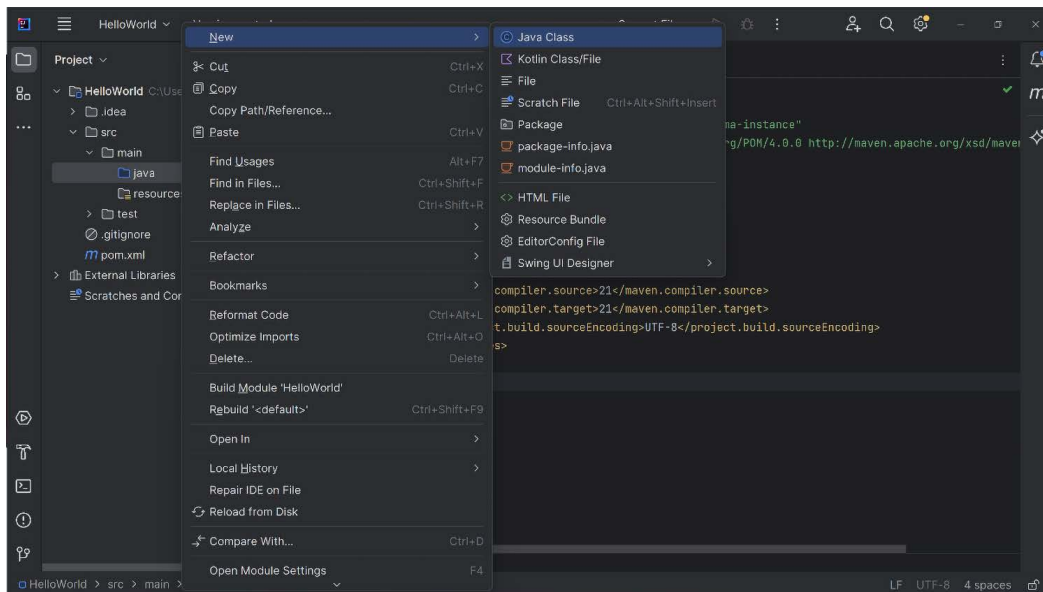 HelloWorld
Project
HelloWorld C:\Use
.idea
src
main
java
resource
test
.gitignore
pom.xml
External Libraries
Scratches and Cor
New
Cut Ctrl+X
Copy Ctrl+C
Copy Path/Reference...
Paste Ctrl+V
Find Usages Alt+F7
Find in Files... Ctrl+Shift+F
Replace in Files... Ctrl+Shift+R
Analyze
Refactor
Bookmarks
Reformat Code Ctrl+Alt+L
Optimize Imports Ctrl+Alt+O
Delete... Delete
Build Module 'HelloWorld'
Rebuild '<default>' Ctrl+Shift+F9
Open In
Local History
Repair IDE on File
Reload from Disk
Compare With... Ctrl+D
Open Module Settings F4
Java Class
Kotlin Class/File
File
Scratch File Ctrl+Alt+Shift+Insert
Package
package-info.java
module-info.java
HTML File
Resource Bundle
EditorConfig File
Swing UI Designer
na-instance"
rg/POM/4.0.0 http://maven.apache.org/xsd/maven
compiler.source>21</maven.compiler.source>
compiler.target>21</maven.compiler.target>
t.build.sourceEncoding>UTF-8</project.build.sourceEncoding>
s>
HelloWorld > src > main >
LF UTF-8 4 spaces